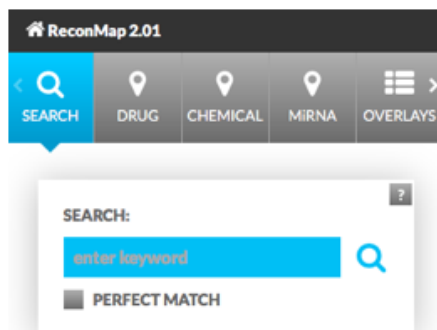 ReconMap 2.01
SEARCH DRUG CHEMICAL MiRNA OVERLAYS
?
SEARCH:
enter keyword
PERFECT MATCH